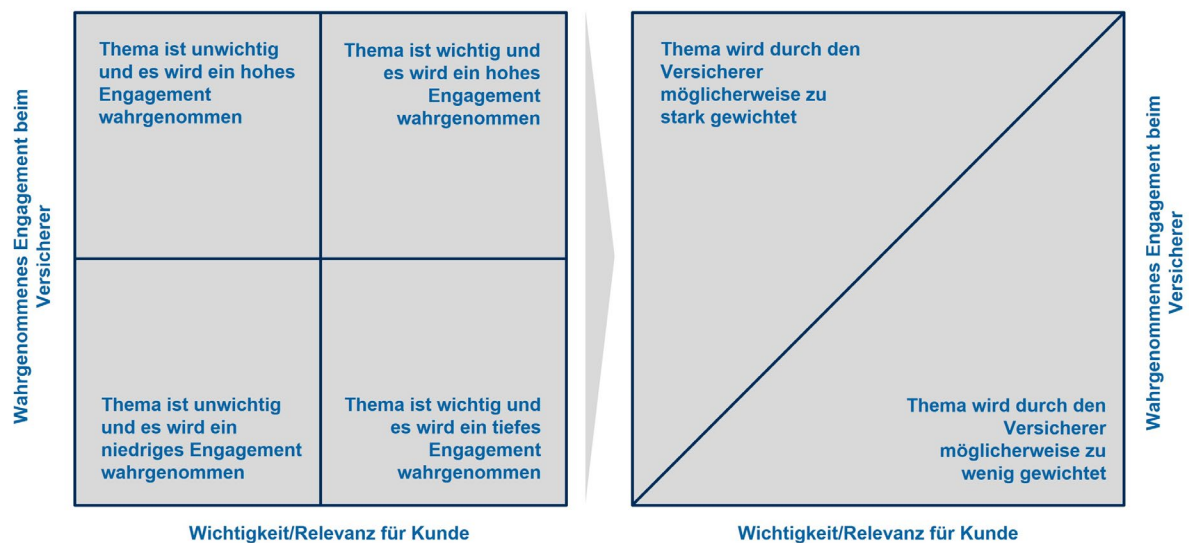 Wahrgenommenes Engagement beim
Versicherer
Thema ist unwichtig
und es wird ein hohes
Engagement
wahrgenommen
Thema ist wichtig und
es wird ein hohes
Engagement
wahrgenommen
Thema ist unwichtig
und es wird ein
niedriges Engagement
wahrgenommen
Thema ist wichtig und
es wird ein tiefes
Engagement
wahrgenommen
Wichtigkeit/Relevanz für Kunde
Thema wird durch den
Versicherer
möglicherweise zu
stark gewichtet
Thema wird durch den
Versicherer
möglicherweise zu
wenig gewichtet
Wichtigkeit/Relevanz für Kunde
Wahrgenommenes Engagement beim
Versicherer